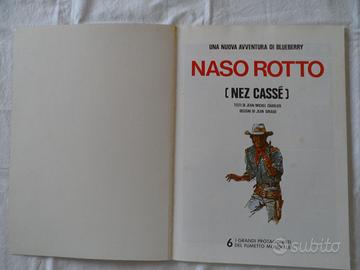 UNA NUOVA AVVENTURA DI BLUEBERRY
NASO ROTTO
(NEZ CASSÉ)
TESTI DI JEAN MICHEL CHARLIER
DISEGNI DI JEAN GIRAUD
6 I GRANDI PROTAGONISTI
DEL FUMETTO MONDIALE
subito